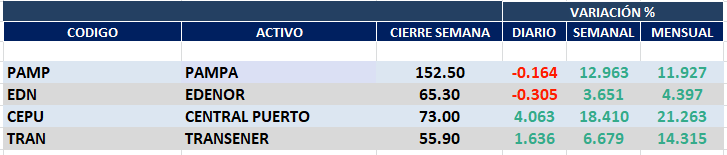 VARIACIÓN %
CODIGO ACTIVO CIERRE SEMANA DIARIO SEMANAL MENSUAL
PAMP PAMPA 152.50 -0.164 12.963 11.927
EDN EDENOR 65.30 -0.305 3.651 4.397
CEPU CENTRAL PUERTO 73.00 4.063 18.410 21.263
TRAN TRANSENER 55.90 1.636 6.679 14.315